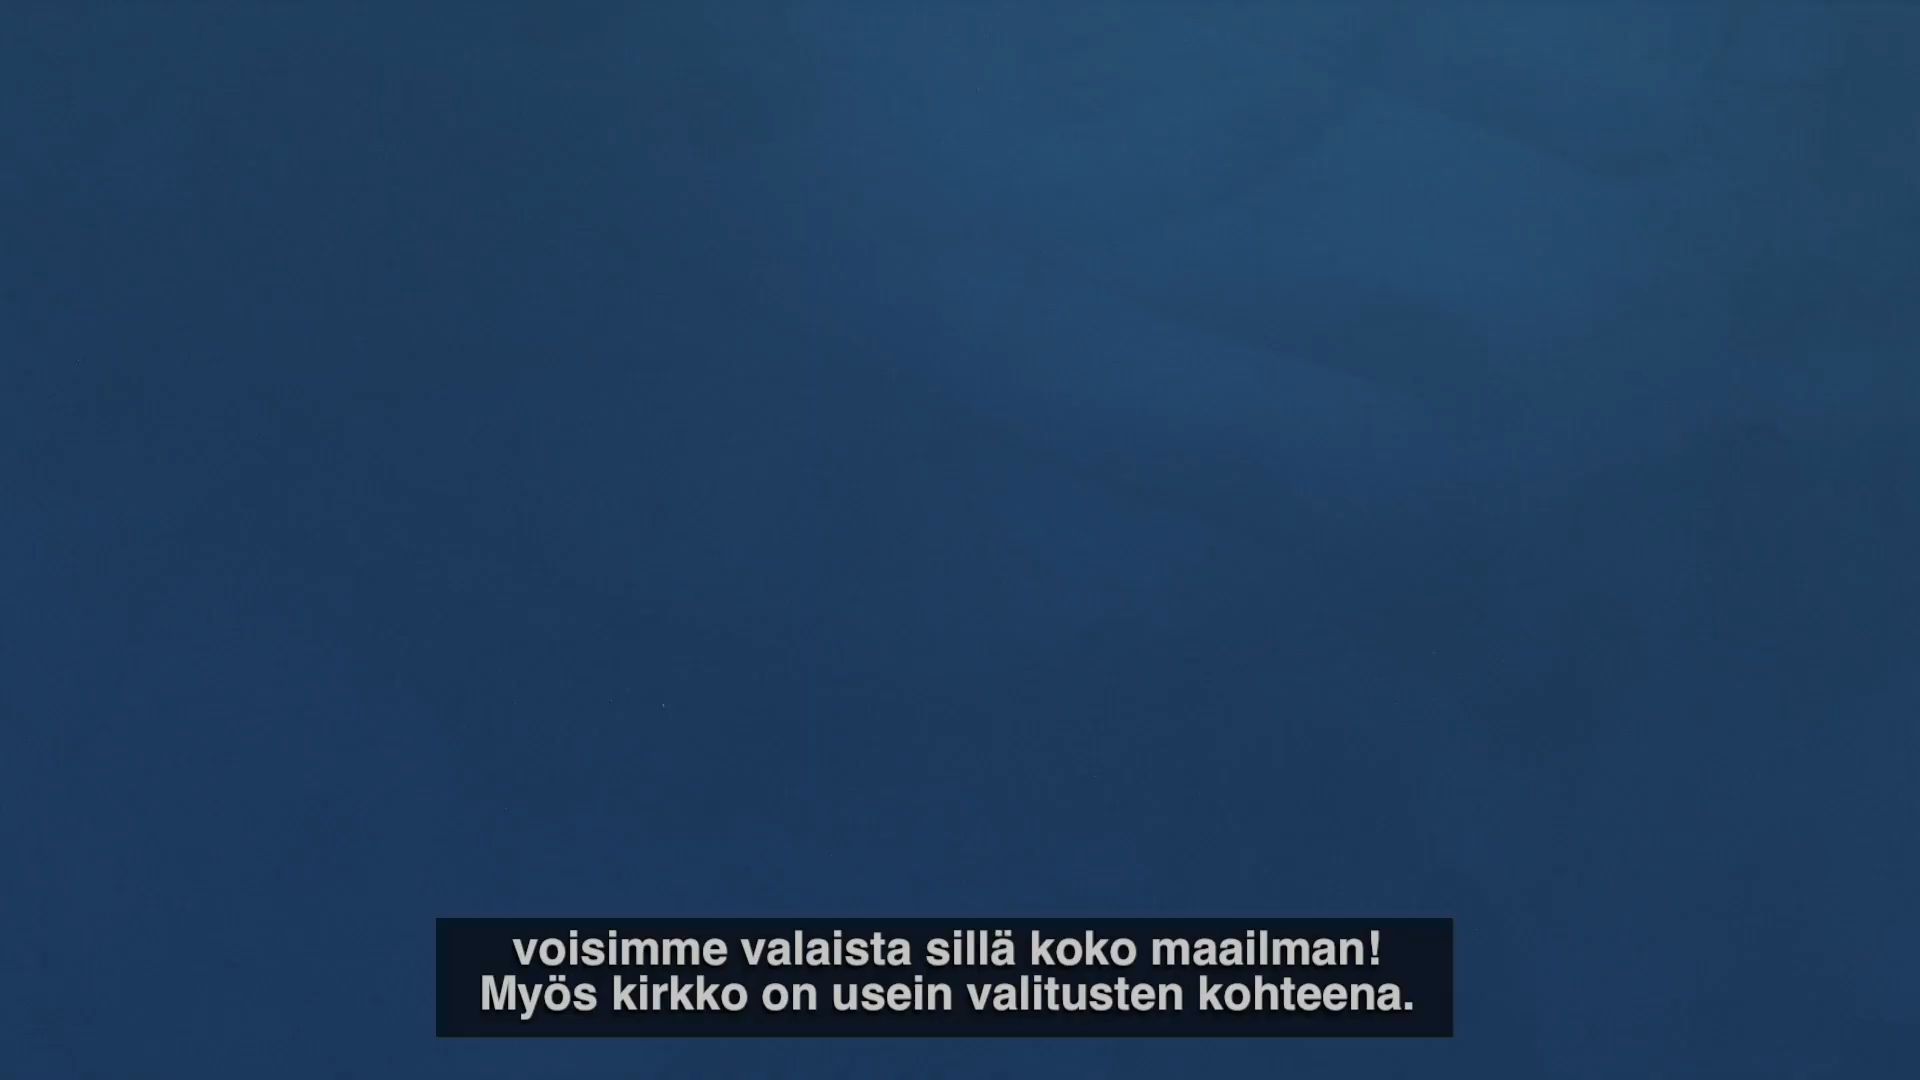 voisimme valaista sillä koko maailman!
Myös kirkko on usein valitusten kohteena.